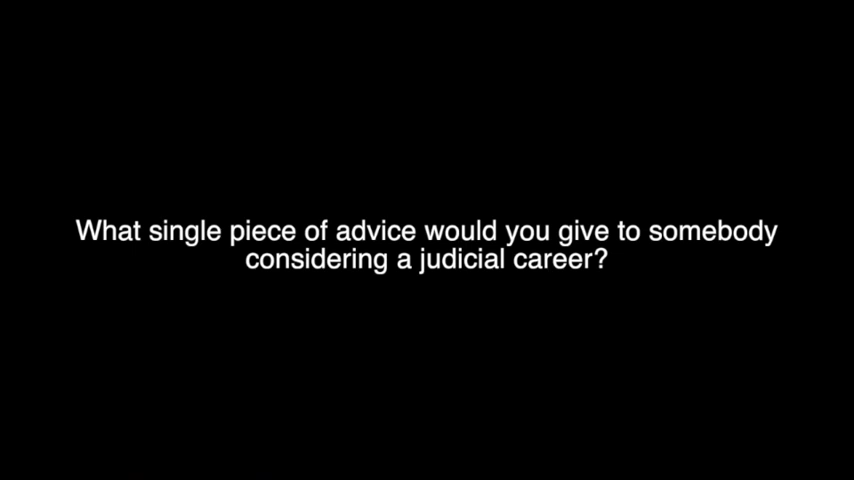 What single piece of advice would you give to somebody
considering a judicial career?